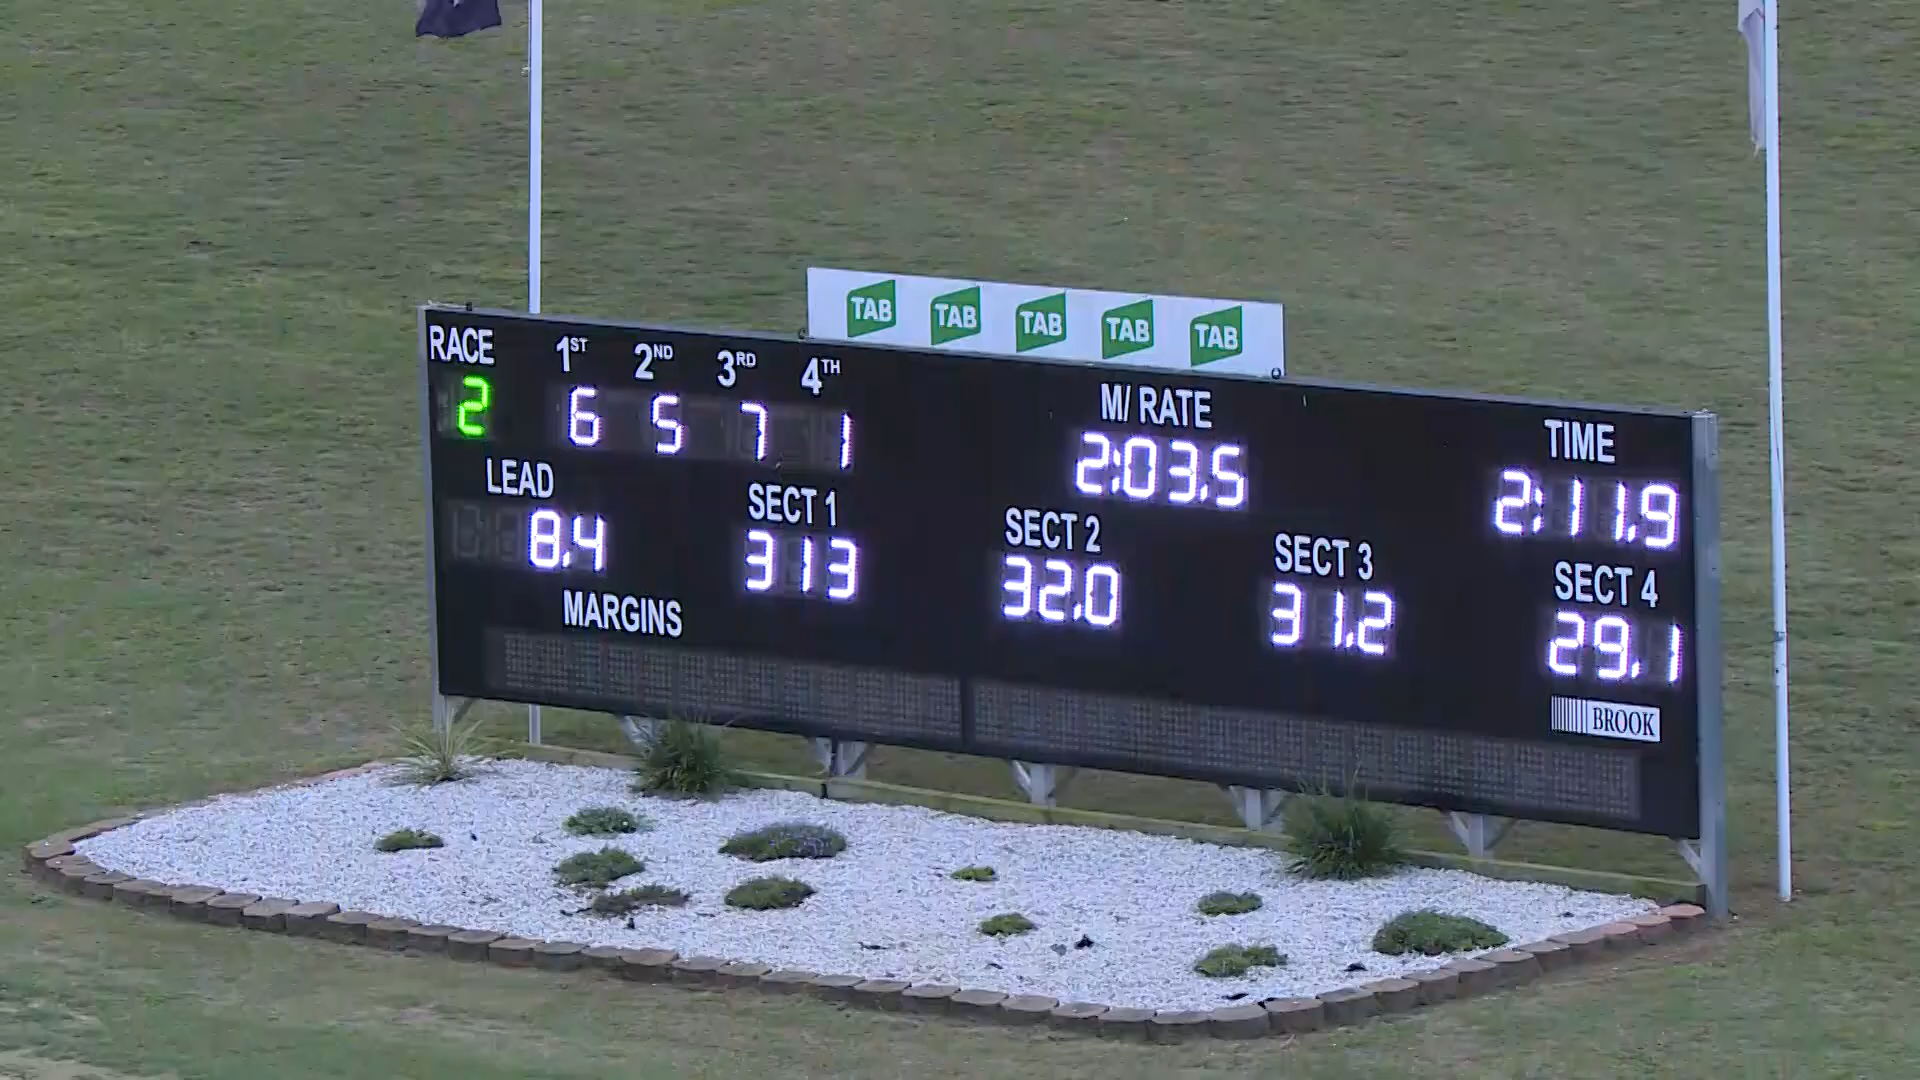 TAB TAB TAB TAB TAB
RACE 1ST 2ND 3RD 4TH M/ RATE TIME
2 6 5 7 1 2:03.5 2:11.9
LEAD SECT 1 SECT 2 SECT 3 SECT 4
8.4 313 32.0 31.2 29.1
MARGINS
BROOK